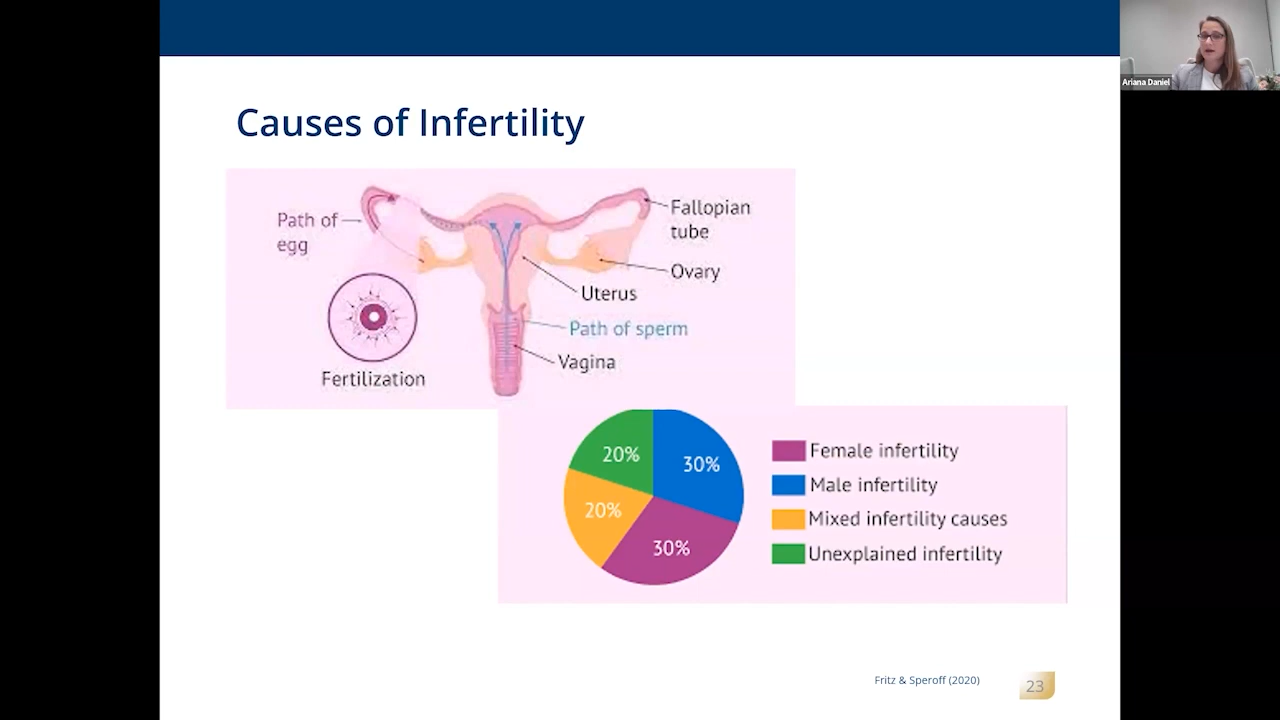 Causes of Infertility
Path of
egg
Fallopian
tube
Ovary
Uterus
Path of sperm
Vagina
Fertilization
20%
30%
20%
30%
Female infertility
Male infertility
Mixed infertility causes
Unexplained infertility
Fritz & Speroff (2020)
23
Ariana Daniel